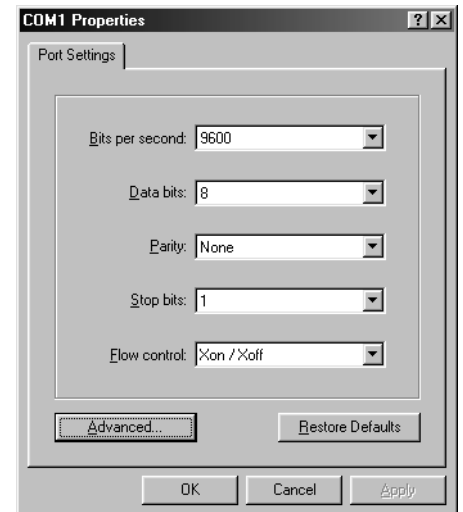 COM1 Properties
Port Settings
Bits per second: 9600
Data bits: 8
Parity: None
Stop bits: 1
Flow control: Xon / Xoff
Advanced... Restore Defaults
OK Cancel Apply